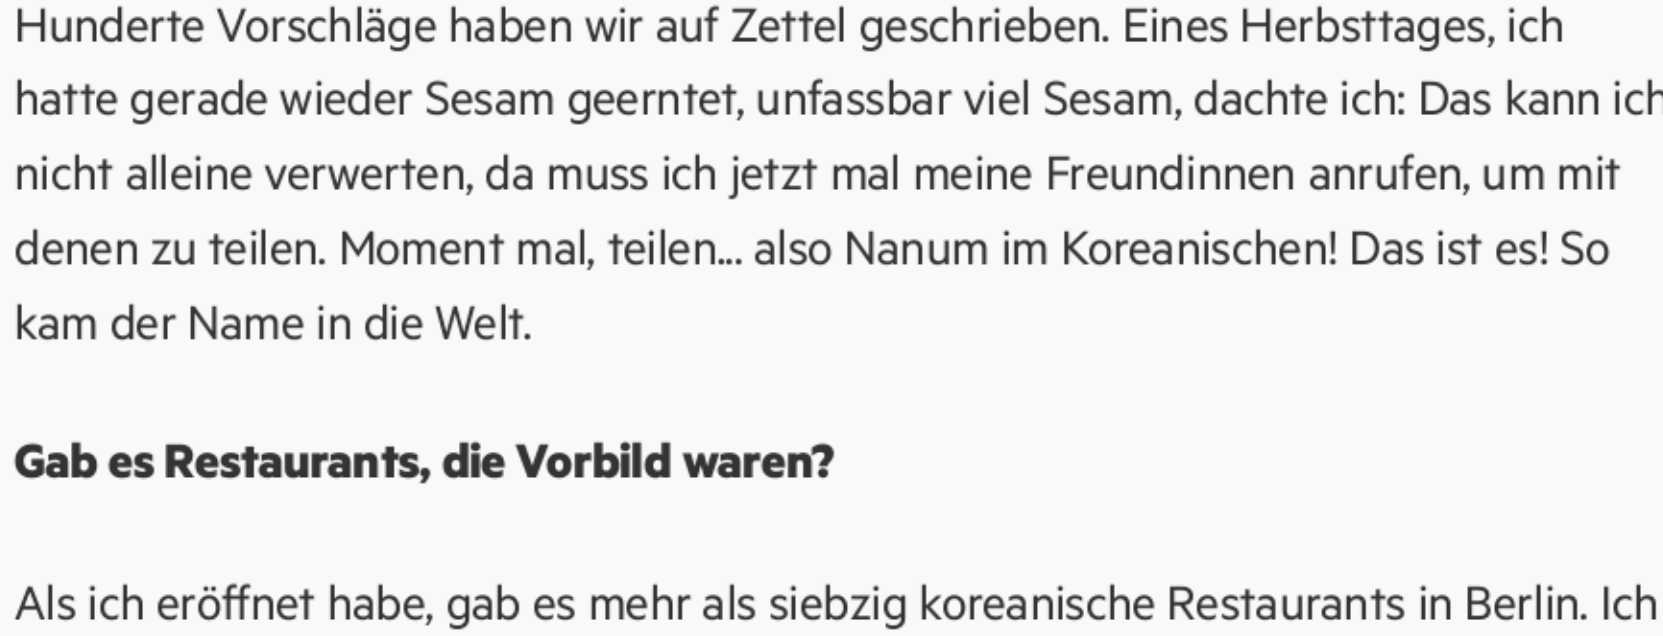 Hunderte Vorschläge haben wir auf Zettel geschrieben. Eines Herbsttages, ich
hatte gerade wieder Sesam geerntet, unfassbar viel Sesam, dachte ich: Das kann ich
nicht alleine verwerten, da muss ich jetzt mal meine Freundinnen anrufen, um mit
denen zu teilen. Moment mal, teilen... also Nanum im Koreanischen! Das ist es! So
kam der Name in die Welt.
Gab es Restaurants, die Vorbild waren?
Als ich eröffnet habe, gab es mehr als siebzig koreanische Restaurants in Berlin. Ich